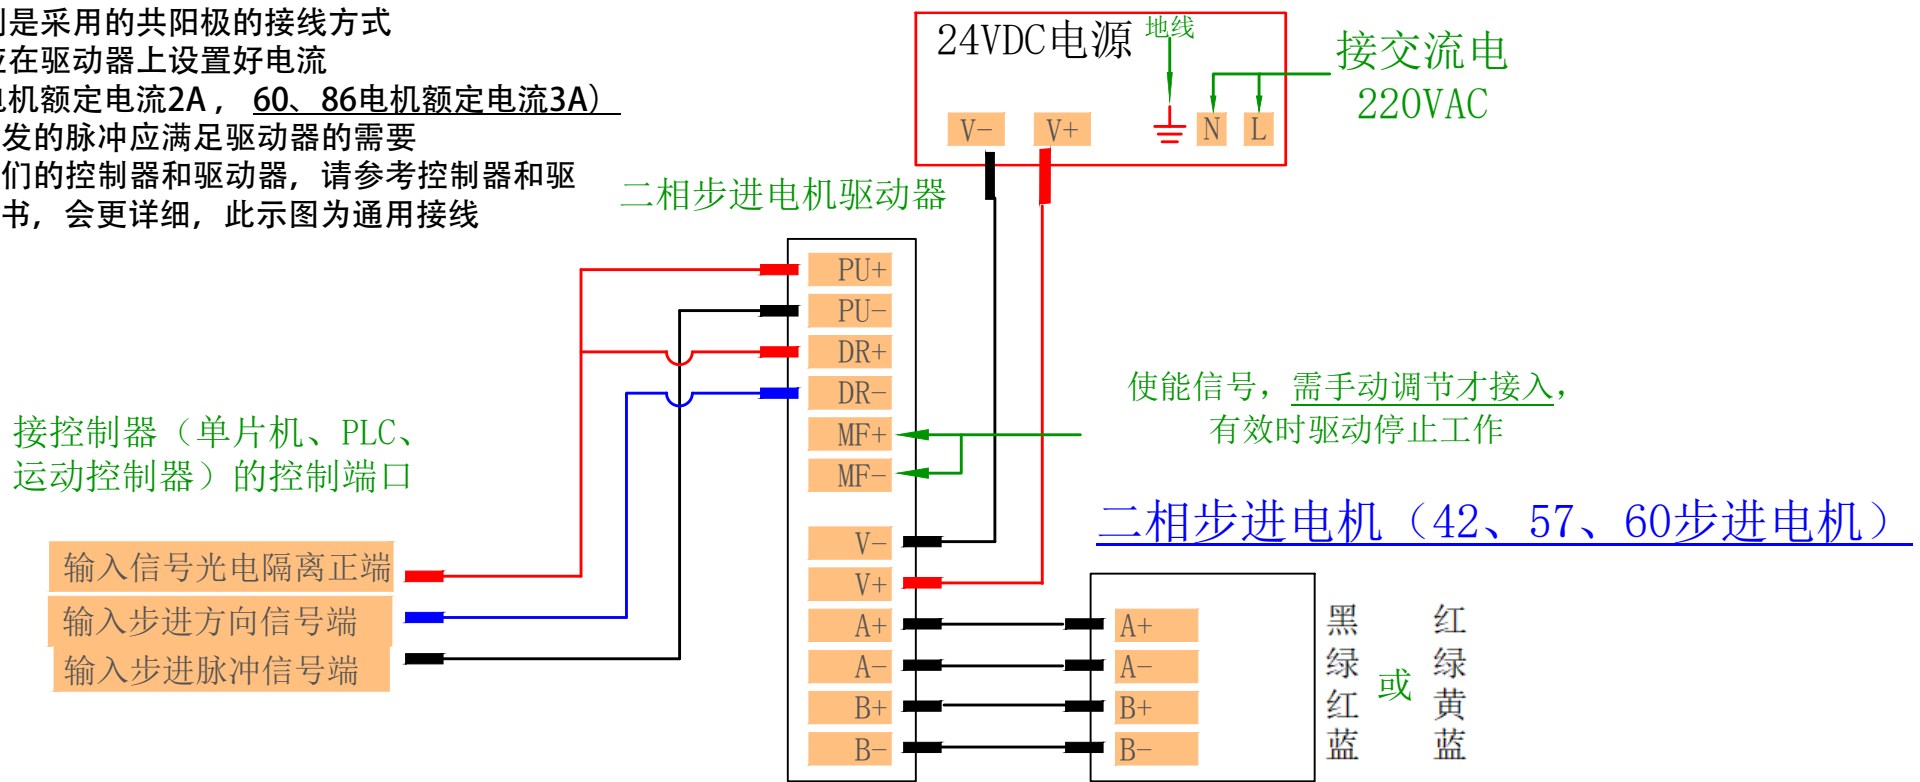 是采用的共阳极的接线方式
在驱动器上设置好电流
机额定电流2A，60、86电机额定电流3A）
发的脉冲应满足驱动器的需要
们的控制器和驱动器，请参考控制器和驱
书，会更详细，此示图为通用接线
24VDC电源
地线
接交流电
220VAC
V-
V+
N
L
二相步进电机驱动器
PU+
PU-
DR+
DR-
MF+
MF-
V-
V+
A+
A-
B+
B-
使能信号，需手动调节才接入，
有效时驱动停止工作
接控制器（单片机、PLC、
运动控制器）的控制端口
输入信号光电隔离正端
输入步进方向信号端
输入步进脉冲信号端
二相步进电机（42、57、60步进电机）
A+
A-
B+
B-
黑
绿
红
蓝
或
红
绿
黄
蓝